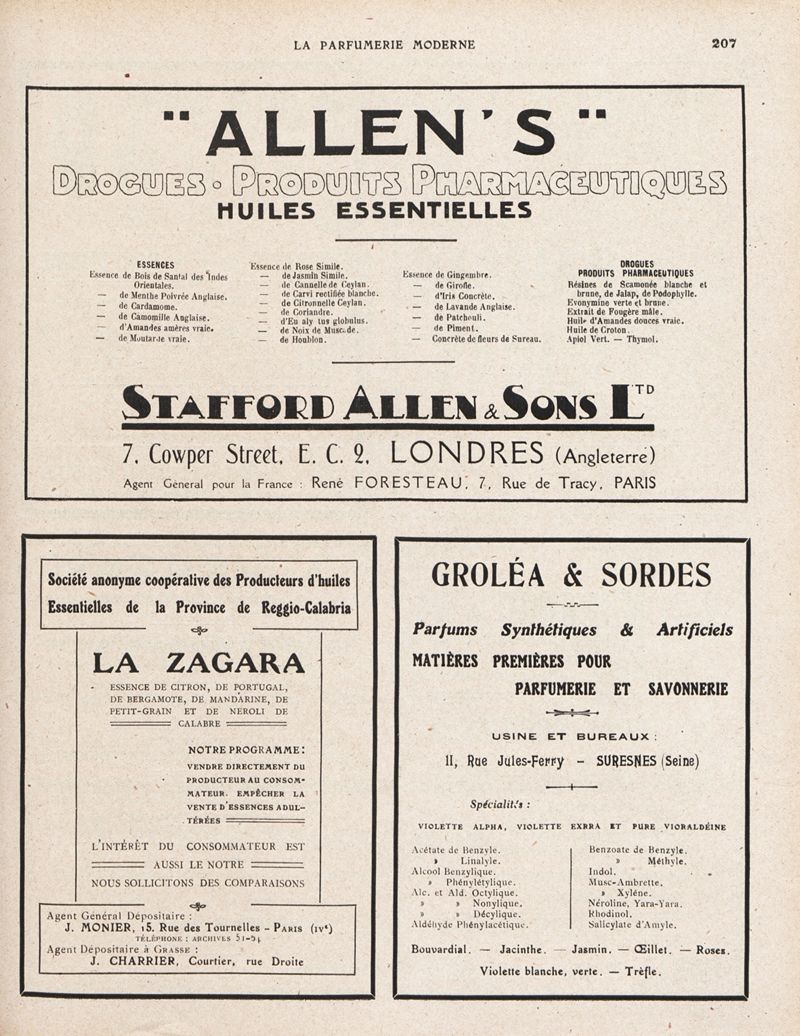 LA PARFUMERIE MODERNE
207
"ALLEN'S"
DROGUES • PRODUITS PHARMACEUTIQUES
HUILES ESSENTIELLES
ESSENCES
Essence de Bois de Santal des Indes
Orientales.
— de Menthe Poivrée Anglaise.
— de Cardamome.
— de Camomille Anglaise.
— d'Amandes amères vraie.
— de Moutarde vraie.
Essence de Rose Simile.
— de Jasmin Simile.
— de Cannelle de Ceylan.
— de Carvi rectifiée blanche.
— de Citronnelle Ceylan.
— de Coriandre.
— d'Eu aly tus globulus.
— de Noix de Muscade.
— de Houblon.
Essence de Gingembre.
— de Girofle.
— d'Iris Concrète.
— de Lavande Anglaise.
— de Patchouli.
— de Piment.
— Concrète de fleurs de Sureau.
DROGUES
PRODUITS PHARMACEUTIQUES
Résines de Scamonée blanche et
brune, de Jalap, de Podophylle.
Evonymine verte et brune.
Extrait de Fougère mâle.
Huile d'Amandes douces vraie.
Huile de Croton.
Apiol Vert. — Thymol.
STAFFORD ALLEN & SONS LTD
7, Cowper Street, E. C. 2, LONDRES (Angleterre)
Agent Général pour la France : René FORESTEAU, 7, Rue de Tracy, PARIS
Société anonyme coopérative des Producteurs d'huiles
Essentielles de la Province de Reggio-Calabria
LA ZAGARA
ESSENCE DE CITRON, DE PORTUGAL,
DE BERGAMOTE, DE MANDARINE, DE
PETIT-GRAIN ET DE NEROLI DE
CALABRE
NOTRE PROGRAMME:
VENDRE DIRECTEMENT DU
PRODUCTEUR AU CONSOM-
MATEUR. EMPÊCHER LA
VENTE D'ESSENCES ADUL-
TÉRÉES
L'INTÉRÊT DU CONSOMMATEUR EST
AUSSI LE NOTRE
NOUS SOLLICITONS DES COMPARAISONS
Agent Général Dépositaire :
J. MONIER, 15. Rue des Tournelles - PARIS (IVe)
TÉLÉPHONE : ARCHIVES 51-54
Agent Dépositaire à GRASSE :
J. CHARRIER, Courtier, rue Droite
GROLÉA & SORDES
Parfums Synthétiques & Artificiels
MATIÈRES PREMIÈRES POUR
PARFUMERIE ET SAVONNERIE
USINE ET BUREAUX :
11, Rue Jules-Ferry - SURESNES (Seine)
Spécialités :
VIOLETTE ALPHA, VIOLETTE EXRRA ET PURE VIORALDÉINE
Acétate de Benzyle.
» Linalyle.
Alcool Benzylique.
» Phénylétylique.
Alc. et Ald. Octylique.
» » Nonylique.
» » Décylique.
Aldéhyde Phénylacétique.
Benzoate de Benzyle.
» Méthyle.
Indol.
Musc-Ambrette.
» Xylène.
Néroline, Yara-Yara.
Rhodinol.
Salicylate d'Amyle.
Bouvardial. — Jacinthe. — Jasmin. — Œillet. — Roses.
Violette blanche, verte. — Trèfle.